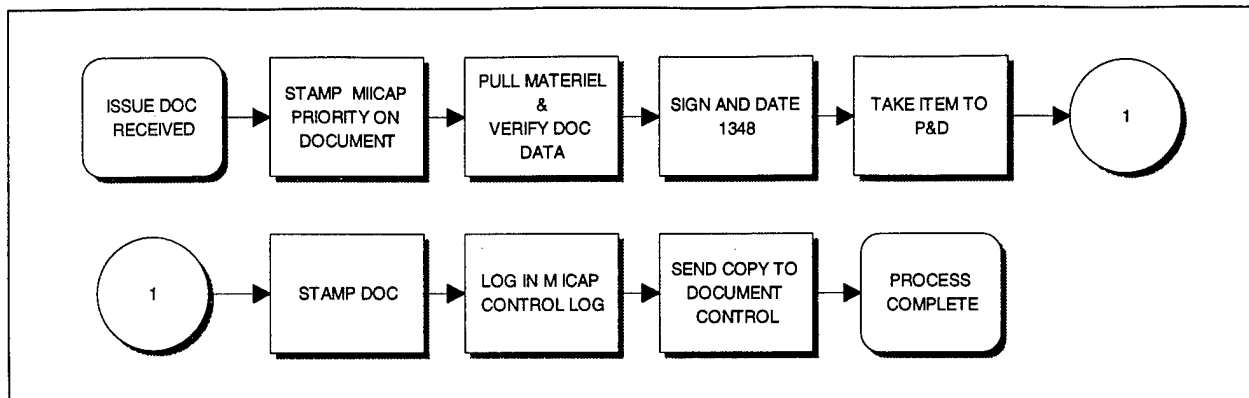 ISSUE DOC
RECEIVED
STAMP MIICAP
PRIORITY ON
DOCUMENT
PULL MATERIEL
&
VERIFY DOC
DATA
SIGN AND DATE
1348
TAKE ITEM TO
P&D
1
1
STAMP DOC
LOG IN M ICAP
CONTROL LOG
SEND COPY TO
DOCUMENT
CONTROL
PROCESS
COMPLETE